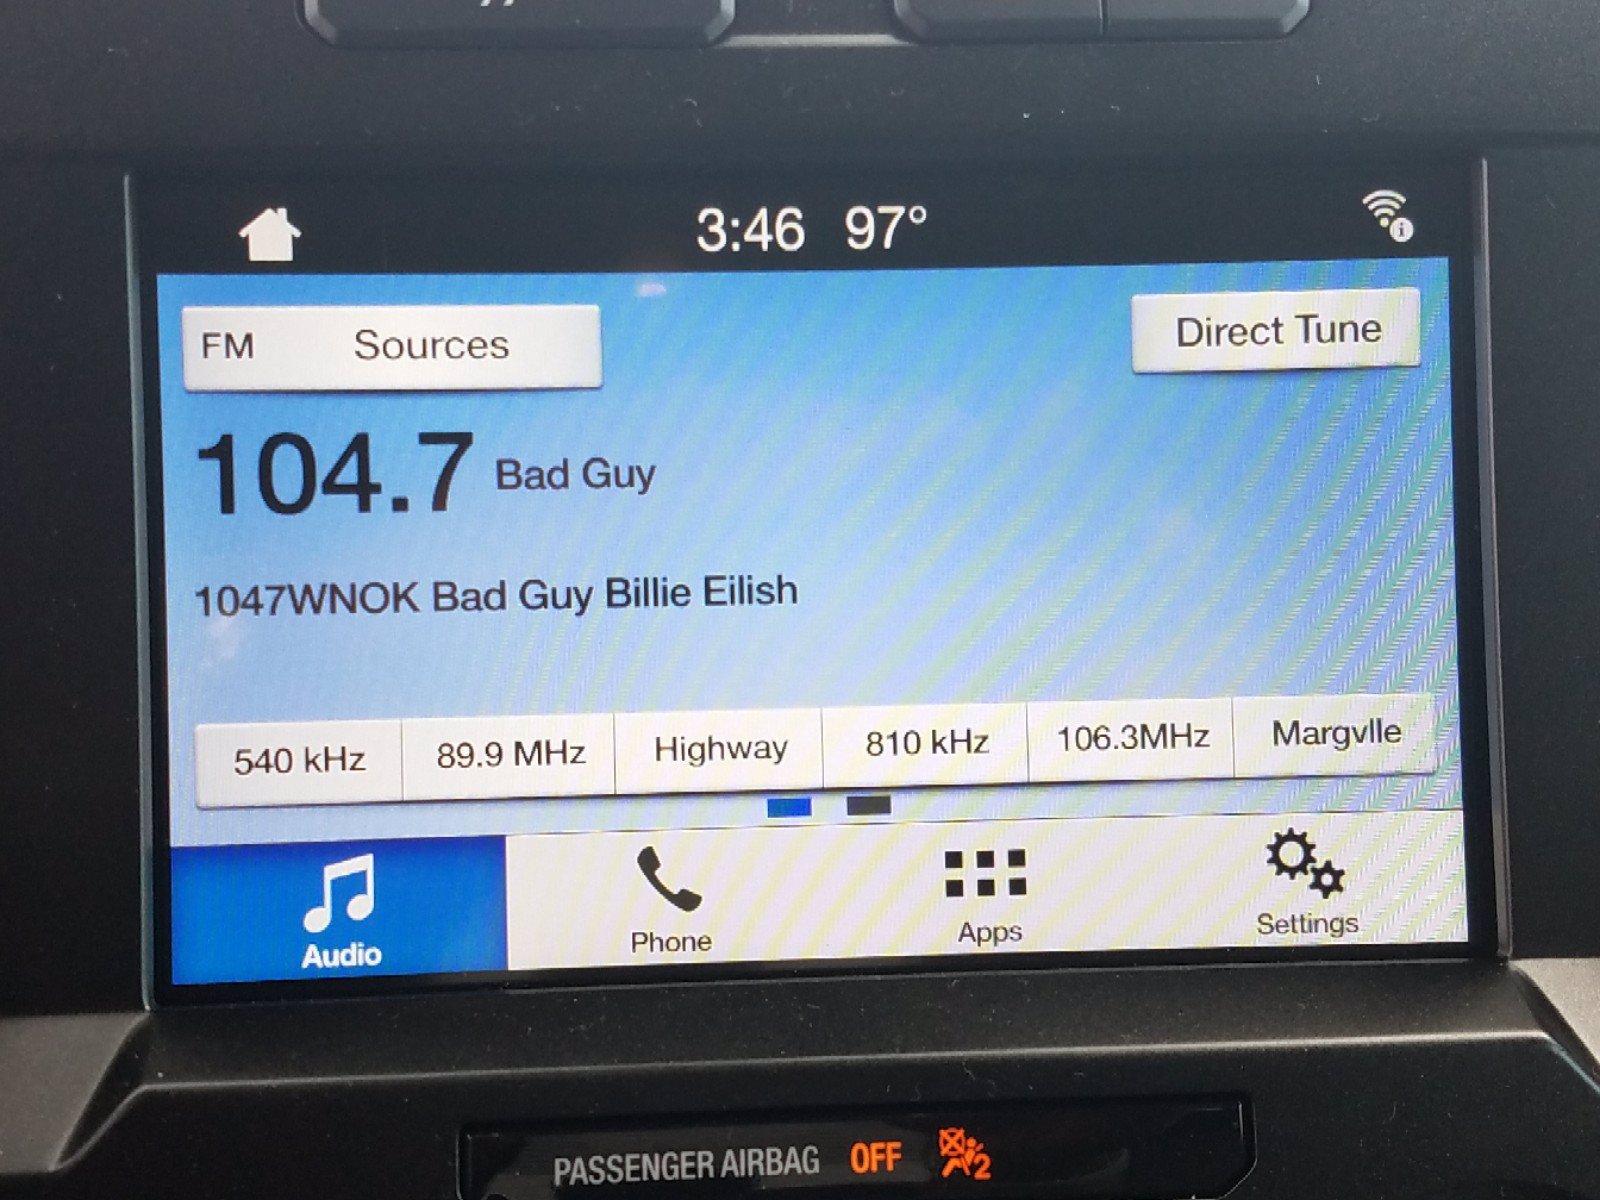 3:46 97°
FM Sources
Direct Tune
104.7 Bad Guy
1047WNOK Bad Guy Billie Eilish
540 kHz 89.9 MHz Highway 810 kHz 106.3MHz Margvlle
Audio Phone Apps Settings
PASSENGER AIRBAG OFF 2